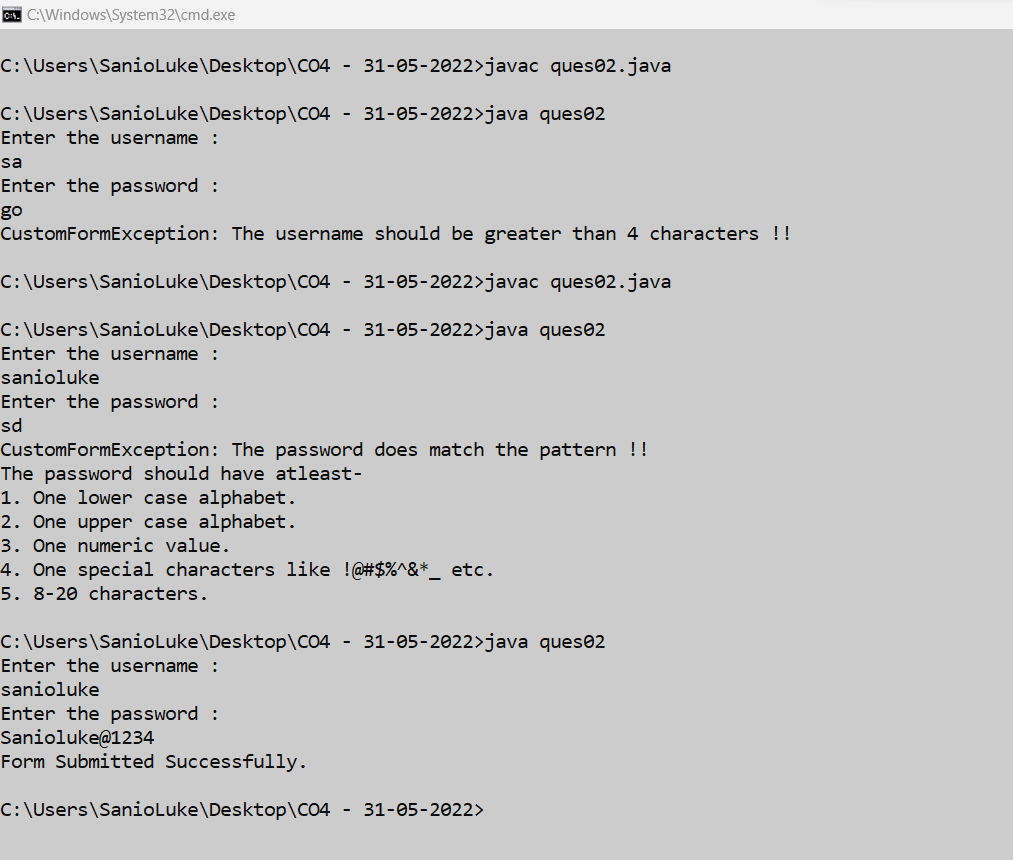 C:\Windows\System32\cmd.exe
C:\Users\SanioLuke\Desktop\CO4 - 31-05-2022>javac ques02.java
C:\Users\SanioLuke\Desktop\CO4 - 31-05-2022>java ques02
Enter the username :
sa
Enter the password :
go
CustomFormException: The username should be greater than 4 characters !!
C:\Users\SanioLuke\Desktop\CO4 - 31-05-2022>javac ques02.java
C:\Users\SanioLuke\Desktop\CO4 - 31-05-2022>java ques02
Enter the username :
sanioluke
Enter the password :
sd
CustomFormException: The password does match the pattern !!
The password should have atleast-
1. One lower case alphabet.
2. One upper case alphabet.
3. One numeric value.
4. One special characters like !@#$%^&*_ etc.
5. 8-20 characters.
C:\Users\SanioLuke\Desktop\CO4 - 31-05-2022>java ques02
Enter the username :
sanioluke
Enter the password :
Sanioluke@1234
Form Submitted Successfully.
C:\Users\SanioLuke\Desktop\CO4 - 31-05-2022>